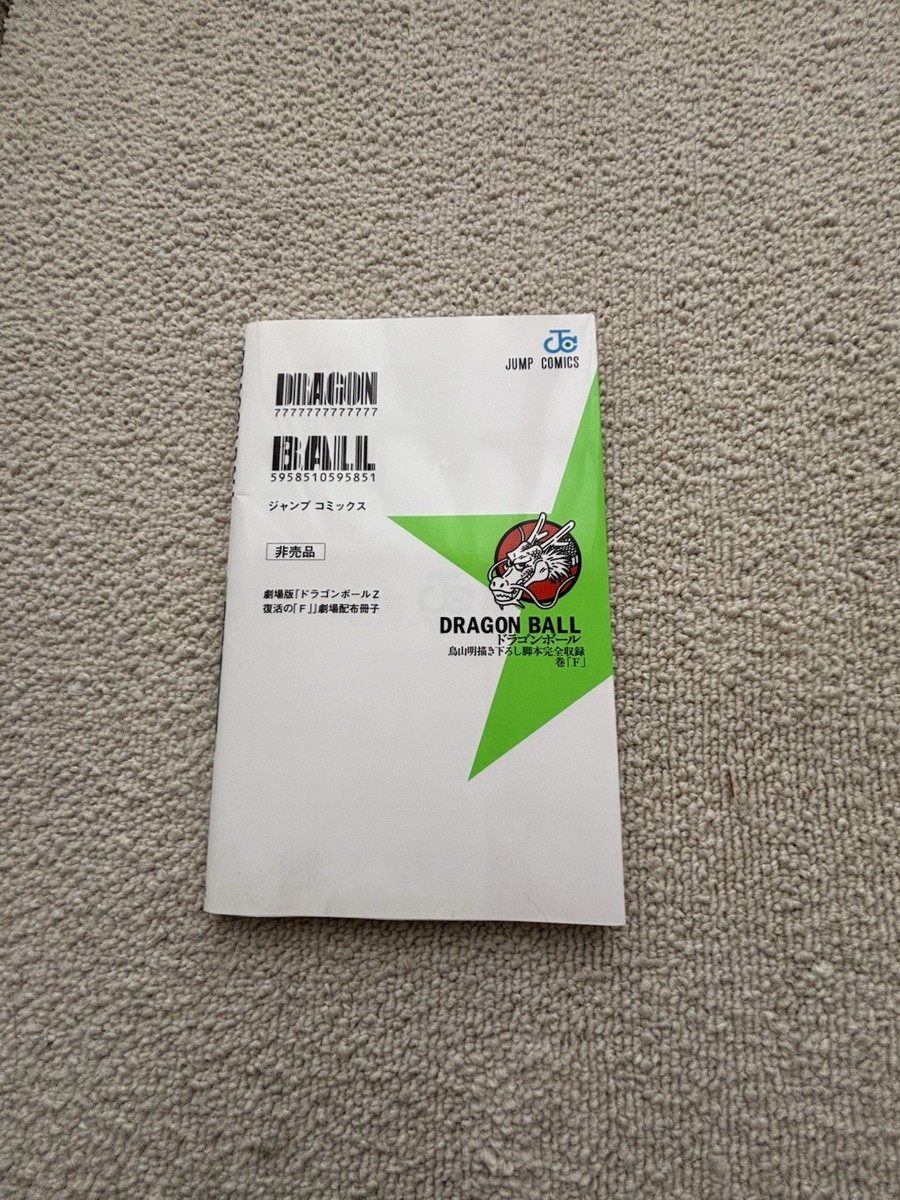 JUMP COMICS
DRAGON
7777777777777
BALL
5958510595851
ジャンプ コミックス
非売品
劇場版『ドラゴンボールZ
復活の「F」』劇場配布冊子
DRAGON BALL
ドラゴンボール
鳥山明描き下ろし脚本完全収録
巻「F」